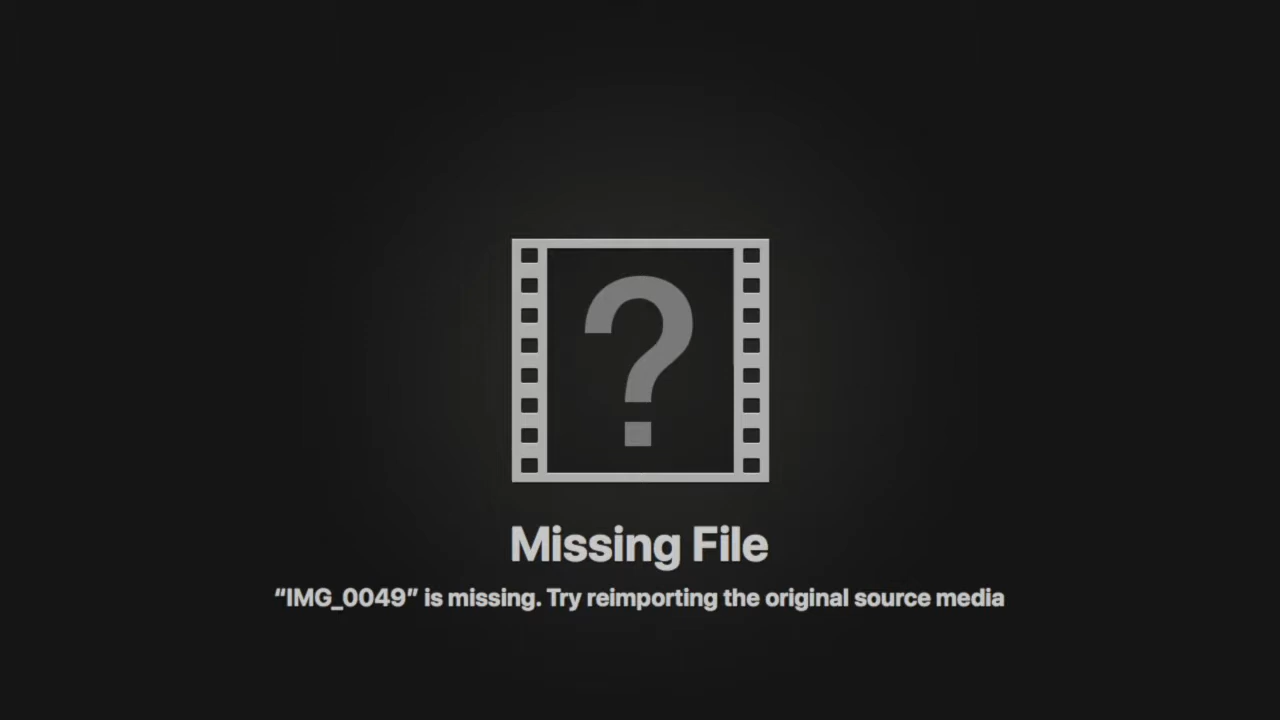 ?
Missing File
“IMG_0049” is missing. Try reimporting the original source media